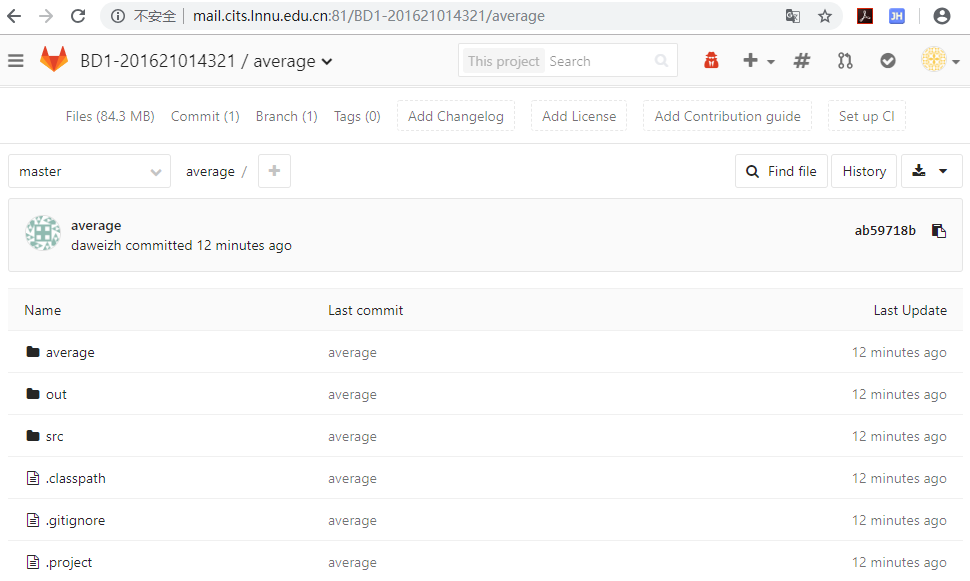 不安全 mail.cits.lnnu.edu.cn:81/BD1-201621014321/average JH
BD1-201621014321 / average This project Search
Files (84.3 MB) Commit (1) Branch (1) Tags (0) Add Changelog Add License Add Contribution guide Set up CI
master average / + Find file History
average
daweizh committed 12 minutes ago ab59718b
Name Last commit Last Update
average average 12 minutes ago
out average 12 minutes ago
src average 12 minutes ago
.classpath average 12 minutes ago
.gitignore average 12 minutes ago
.project average 12 minutes ago